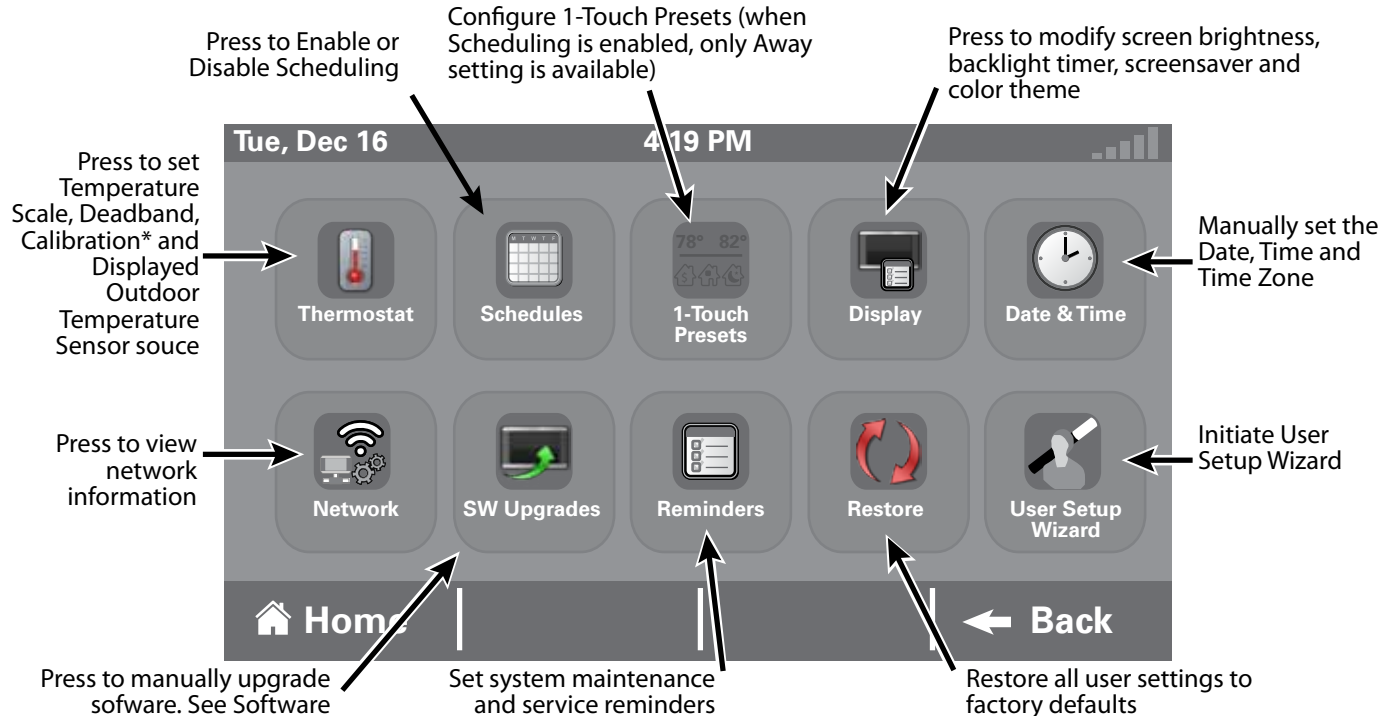 Configure 1-Touch Presets (when
Scheduling is enabled, only Away
setting is available)
Press to Enable or
Disable Scheduling
Press to modify screen brightness,
backlight timer, screensaver and
color theme
Tue, Dec 16
4:19 PM
Press to set
Temperature
Scale, Deadband,
Calibration* and
Displayed
Outdoor
Temperature
Sensor souce
M T W T F
78° 82°
Thermostat
Schedules
1-Touch
Presets
Display
Date & Time
Manually set the
Date, Time and
Time Zone
Press to view
network
information
Network
SW Upgrades
Reminders
Restore
User Setup
Wizard
Initiate User
Setup Wizard
Home
Back
Press to manually upgrade
sofware. See Software
Set system maintenance
and service reminders
Restore all user settings to
factory defaults